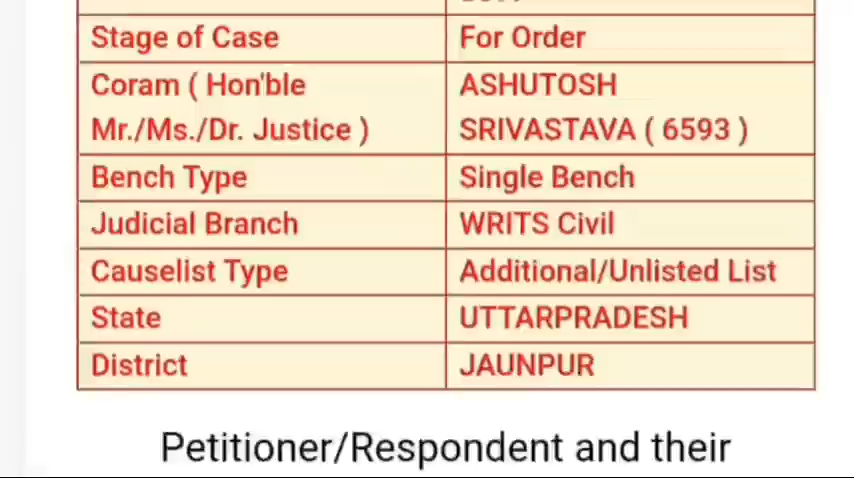 Stage of Case For Order
Coram ( Hon'ble ASHUTOSH
Mr./Ms./Dr. Justice ) SRIVASTAVA ( 6593 )
Bench Type Single Bench
Judicial Branch WRITS Civil
Causelist Type Additional/Unlisted List
State UTTARPRADESH
District JAUNPUR
Petitioner/Respondent and their